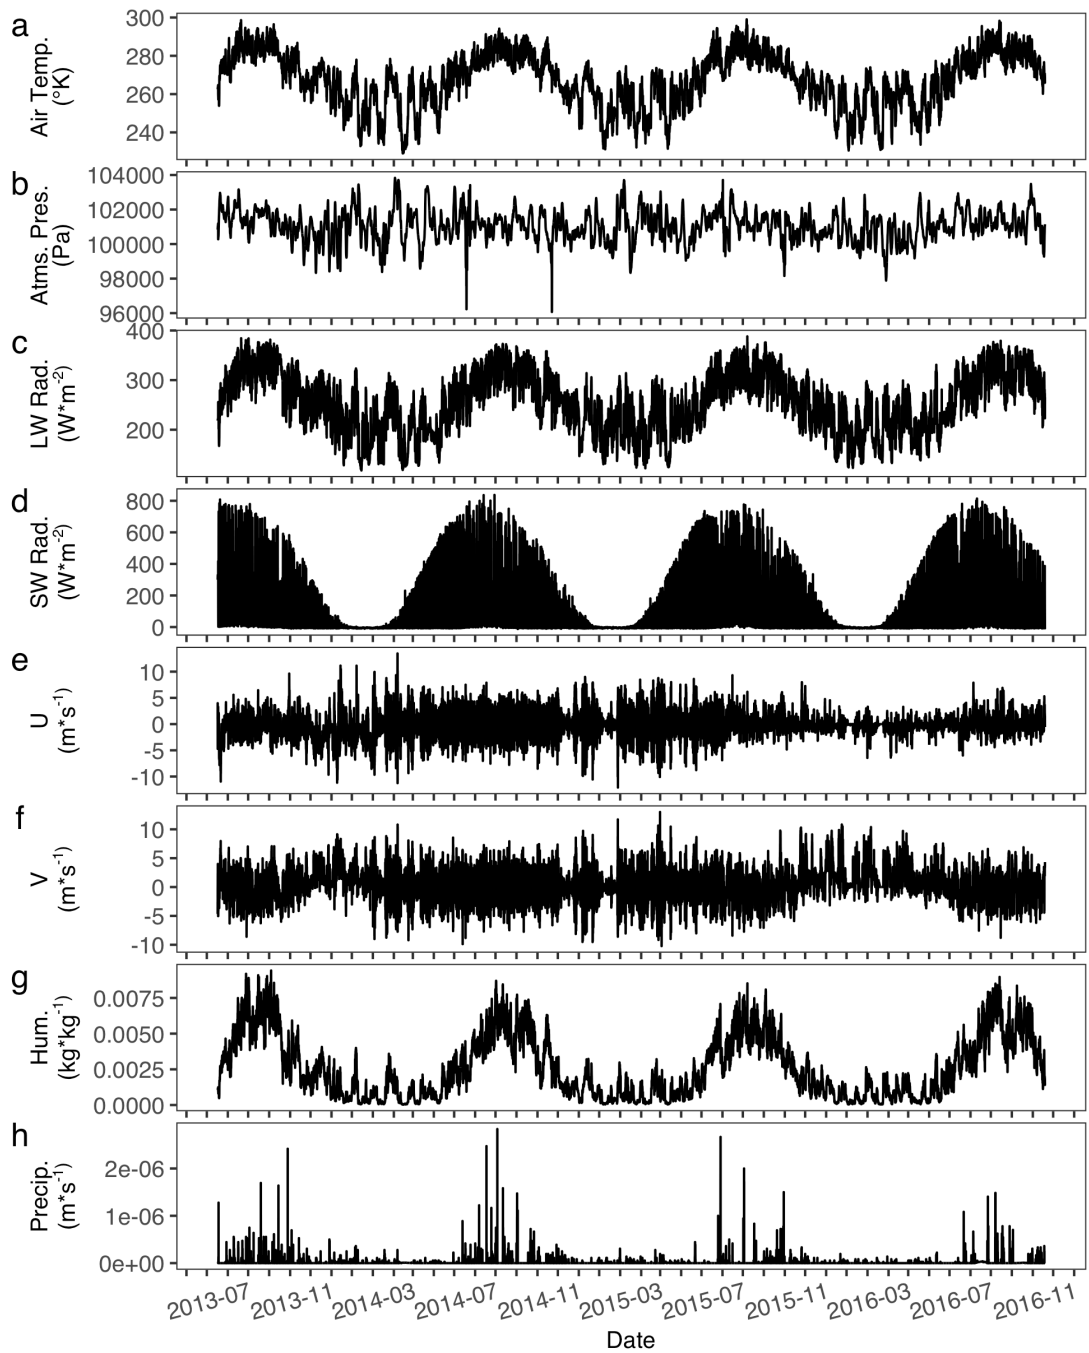 a
Air Temp.
(°K)
300
280
260
240
b
Atms. Pres.
(Pa)
104000
102000
100000
98000
96000
c
LW Rad.
(W*m-2)
400
300
200
d
SW Rad.
(W*m-2)
800
600
400
200
0
e
U
(m*s-1)
10
5
0
-5
-10
f
V
(m*s-1)
10
5
0
-5
-10
g
Hum.
(kg*kg-1)
0.0075
0.0050
0.0025
0.0000
h
Precip.
(m*s-1)
2e-06
1e-06
0e+00
2013-07 2013-11 2014-03 2014-07 2014-11 2015-03 2015-07 2015-11 2016-03 2016-07 2016-11
Date